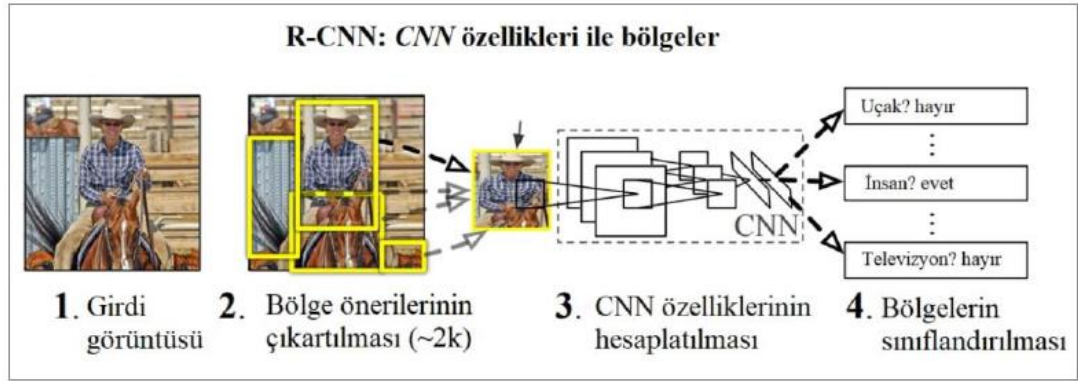 R-CNN: CNN özellikleri ile bölgeler
Uçak? hayır
İnsan? evet
CNN
Televizyon? hayır
1. Girdi
görüntüsü
2. Bölge önerilerinin
çıkartılması (~2k)
3. CNN özelliklerinin
hesaplatılması
4. Bölgelerin
sınıflandırılması